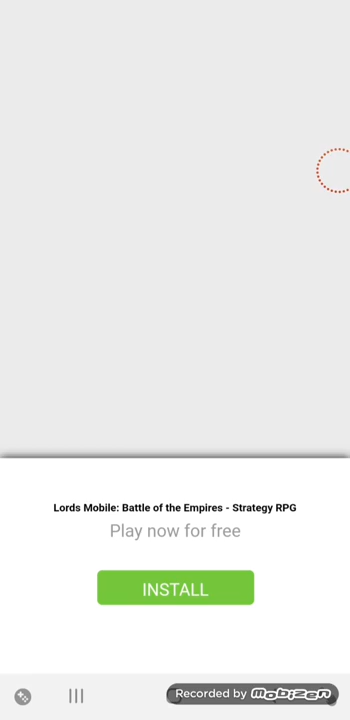 Lords Mobile: Battle of the Empires - Strategy RPG
Play now for free
INSTALL
Recorded by mobizen